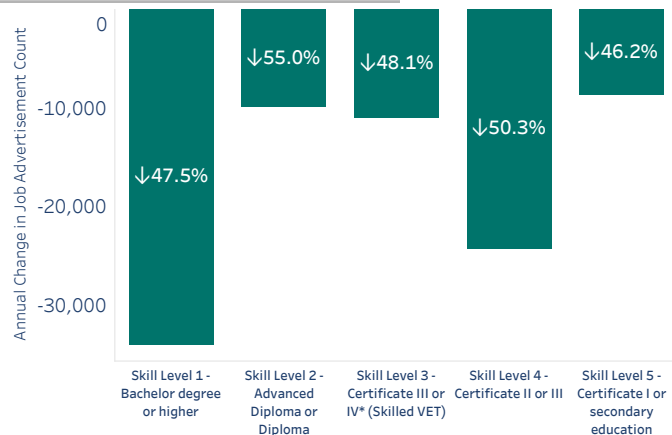 Annual Change in Job Advertisement Count
0
-10,000
-20,000
-30,000
↓47.5%
↓55.0%
↓48.1%
↓50.3%
↓46.2%
Skill Level 1 -
Bachelor degree
or higher
Skill Level 2 -
Advanced
Diploma or
Diploma
Skill Level 3 -
Certificate III or
IV* (Skilled VET)
Skill Level 4 -
Certificate II or III
Skill Level 5 -
Certificate I or
secondary
education